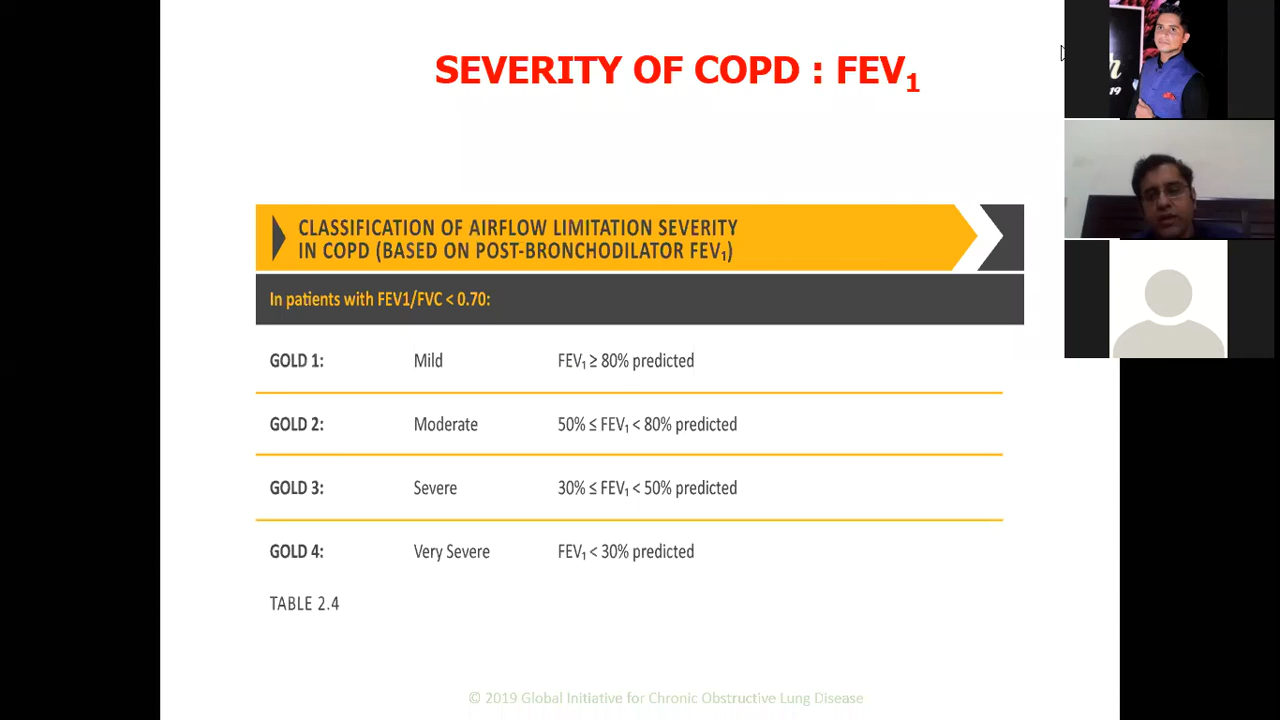 SEVERITY OF COPD : FEV₁
CLASSIFICATION OF AIRFLOW LIMITATION SEVERITY
IN COPD (BASED ON POST-BRONCHODILATOR FEV₁)
In patients with FEV1/FVC < 0.70:
GOLD 1: Mild FEV₁ ≥ 80% predicted
GOLD 2: Moderate 50% ≤ FEV₁ < 80% predicted
GOLD 3: Severe 30% ≤ FEV₁ < 50% predicted
GOLD 4: Very Severe FEV₁ < 30% predicted
TABLE 2.4
© 2019 Global Initiative for Chronic Obstructive Lung Disease
19